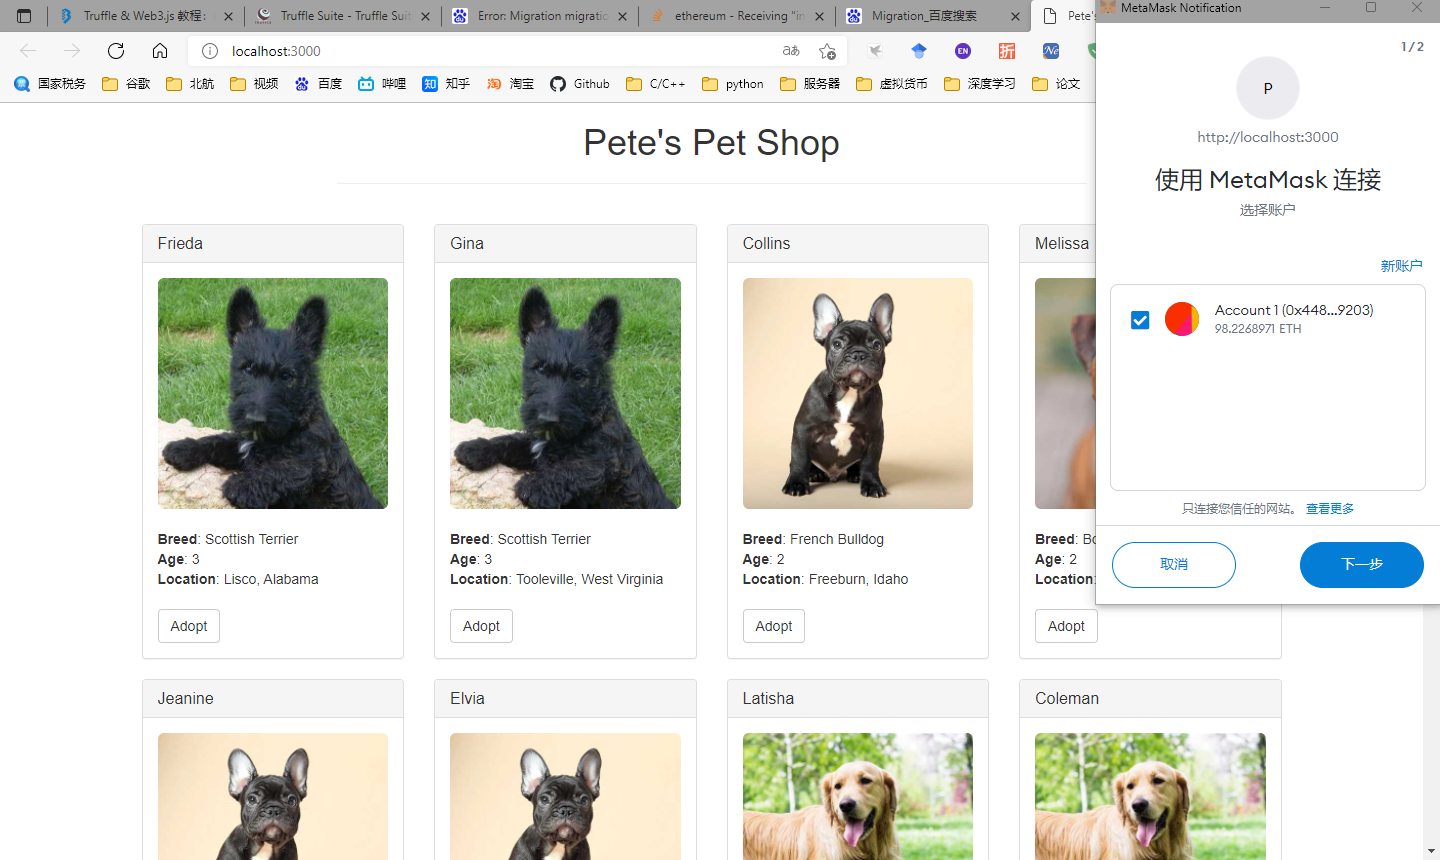 Truffle & Web3.js 教程：
Truffle Suite - Truffle Suit
Error: Migration migratio
ethereum - Receiving "in
Migration_百度搜索
Pete's
MetaMask Notification
localhost:3000
aあ
EN
折
Ne
国家税务
谷歌
北航
视频
百度
哔哩
知乎
淘宝
Github
C/C++
python
服务器
虚拟货币
深度学习
论文
1/2
P
http://localhost:3000
使用 MetaMask 连接
选择账户
新账户
Account 1 (0x448...9203)
98.2268971 ETH
只连接您信任的网站。 查看更多
取消
下一步
Pete's Pet Shop
Frieda
Gina
Collins
Melissa
Breed: Scottish Terrier
Age: 3
Location: Lisco, Alabama
Adopt
Breed: Scottish Terrier
Age: 3
Location: Tooleville, West Virginia
Adopt
Breed: French Bulldog
Age: 2
Location: Freeburn, Idaho
Adopt
Breed: Bo
Age: 2
Location:
Adopt
Jeanine
Elvia
Latisha
Coleman